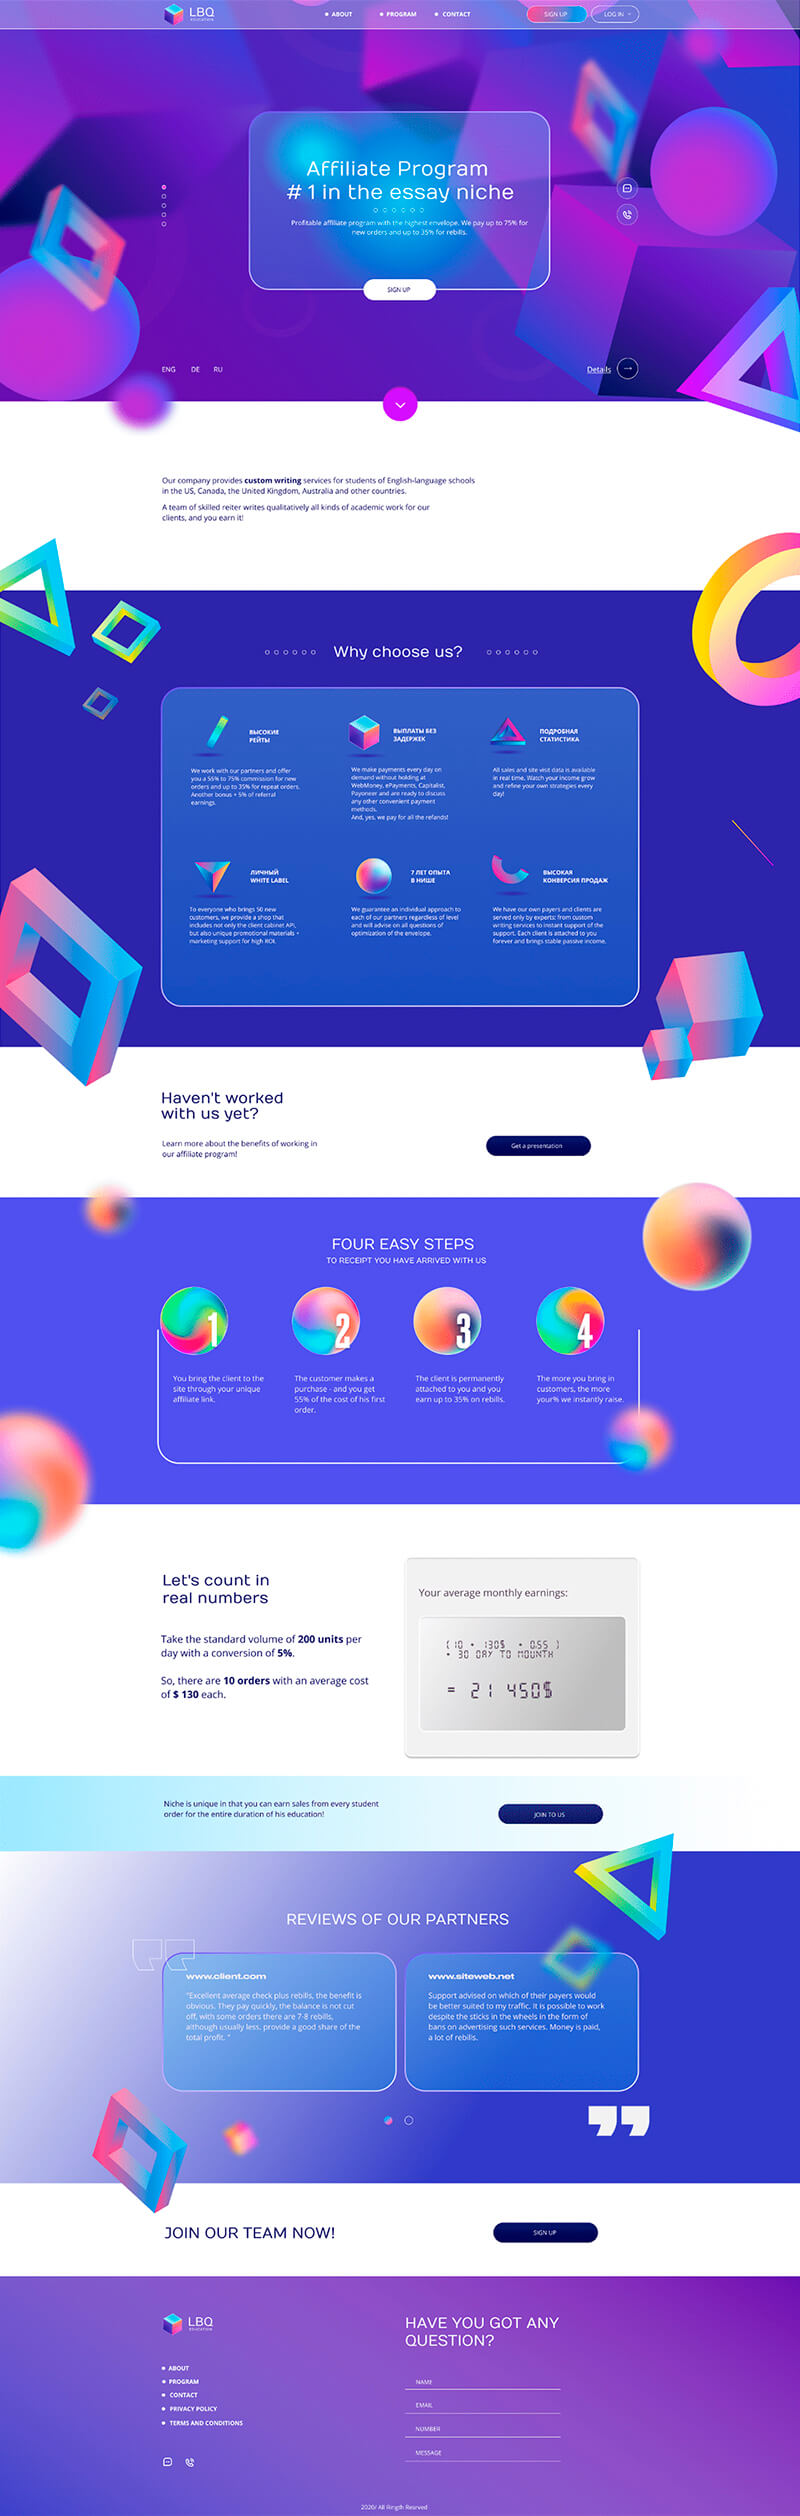 LBQ
EDUCATION
ABOUT
PROGRAM
CONTACT
SIGN UP
LOG IN
Affiliate Program
# 1 in the essay niche
Profitable affiliate program with the highest envelope. We pay up to 75% for
new orders and up to 35% for rebills.
SIGN UP
ENG DE RU
Details
Our company provides custom writing services for students of English-language schools
in the US, Canada, the United Kingdom, Australia and other countries.
A team of skilled reiter writes qualitatively all kinds of academic work for our
clients, and you earn it!
Why choose us?
ВЫСОКИЕ
РЕЙТЫ
We work with our partners and offer
you a 55% to 75% commission for new
orders and up to 35% for repeat orders.
Another bonus + 5% of referral
earnings.
ВЫПЛАТЫ БЕЗ
ЗАДЕРЖЕК
We make payments every day on
demand without holding at
WebMoney, ePayments, Capitalist,
Payoneer and are ready to discuss
any other convenient payment
methods.
And, yes, we pay for all the refands!
ПОДРОБНАЯ
СТАТИСТИКА
All sales and site visit data is available
in real time. Watch your income grow
and refine your own strategies every
day!
ЛИЧНЫЙ
WHITE LABEL
To everyone who brings 50 new
customers, we provide a shop that
includes not only the client cabinet API,
but also unique promotional materials +
marketing support for high ROI.
7 ЛЕТ ОПЫТА
В НИШЕ
We guarantee an individual approach to
each of our partners regardless of level
and will advise on all questions of
optimization of the envelope.
ВЫСОКАЯ
КОНВЕРСИЯ ПРОДАЖ
We have our own payers and clients are
served only by experts: from custom
writing services to instant support of the
support. Each client is attached to you
forever and brings stable passive income.
Haven't worked
with us yet?
Learn more about the benefits of working in
our affiliate program!
Get a presentation
FOUR EASY STEPS
TO RECEIPT YOU HAVE ARRIVED WITH US
1
You bring the client to the
site through your unique
affiliate link.
2
The customer makes a
purchase - and you get
55% of the cost of his first
order.
3
The client is permanently
attached to you and you
earn up to 35% on rebills.
4
The more you bring in
customers, the more
your% we instantly raise.
Let's count in
real numbers
Take the standard volume of 200 units per
day with a conversion of 5%.
So, there are 10 orders with an average cost
of $ 130 each.
Your average monthly earnings:
( 10 * 130$ * 0.55 )
* 30 DAY TO MOUNTH
= 21 450$
Niche is unique in that you can earn sales from every student
order for the entire duration of his education!
JOIN TO US
REVIEWS OF OUR PARTNERS
www.client.com
"Excellent average check plus rebills, the benefit is
obvious. They pay quickly, the balance is not cut
off, with some orders there are 7-8 rebills,
although usually less. provide a good share of the
total profit. "
www.siteweb.net
Support advised on which of their payers would
be better suited to my traffic. It is possible to work
despite the sticks in the wheels in the form of
bans on advertising such services. Money is paid,
a lot of rebills.
JOIN OUR TEAM NOW!
SIGN UP
LBQ
EDUCATION
ABOUT
PROGRAM
CONTACT
PRIVACY POLICY
TERMS AND CONDITIONS
HAVE YOU GOT ANY
QUESTION?
NAME
EMAIL
NUMBER
MESSAGE
2020/ All Ringth Resrved